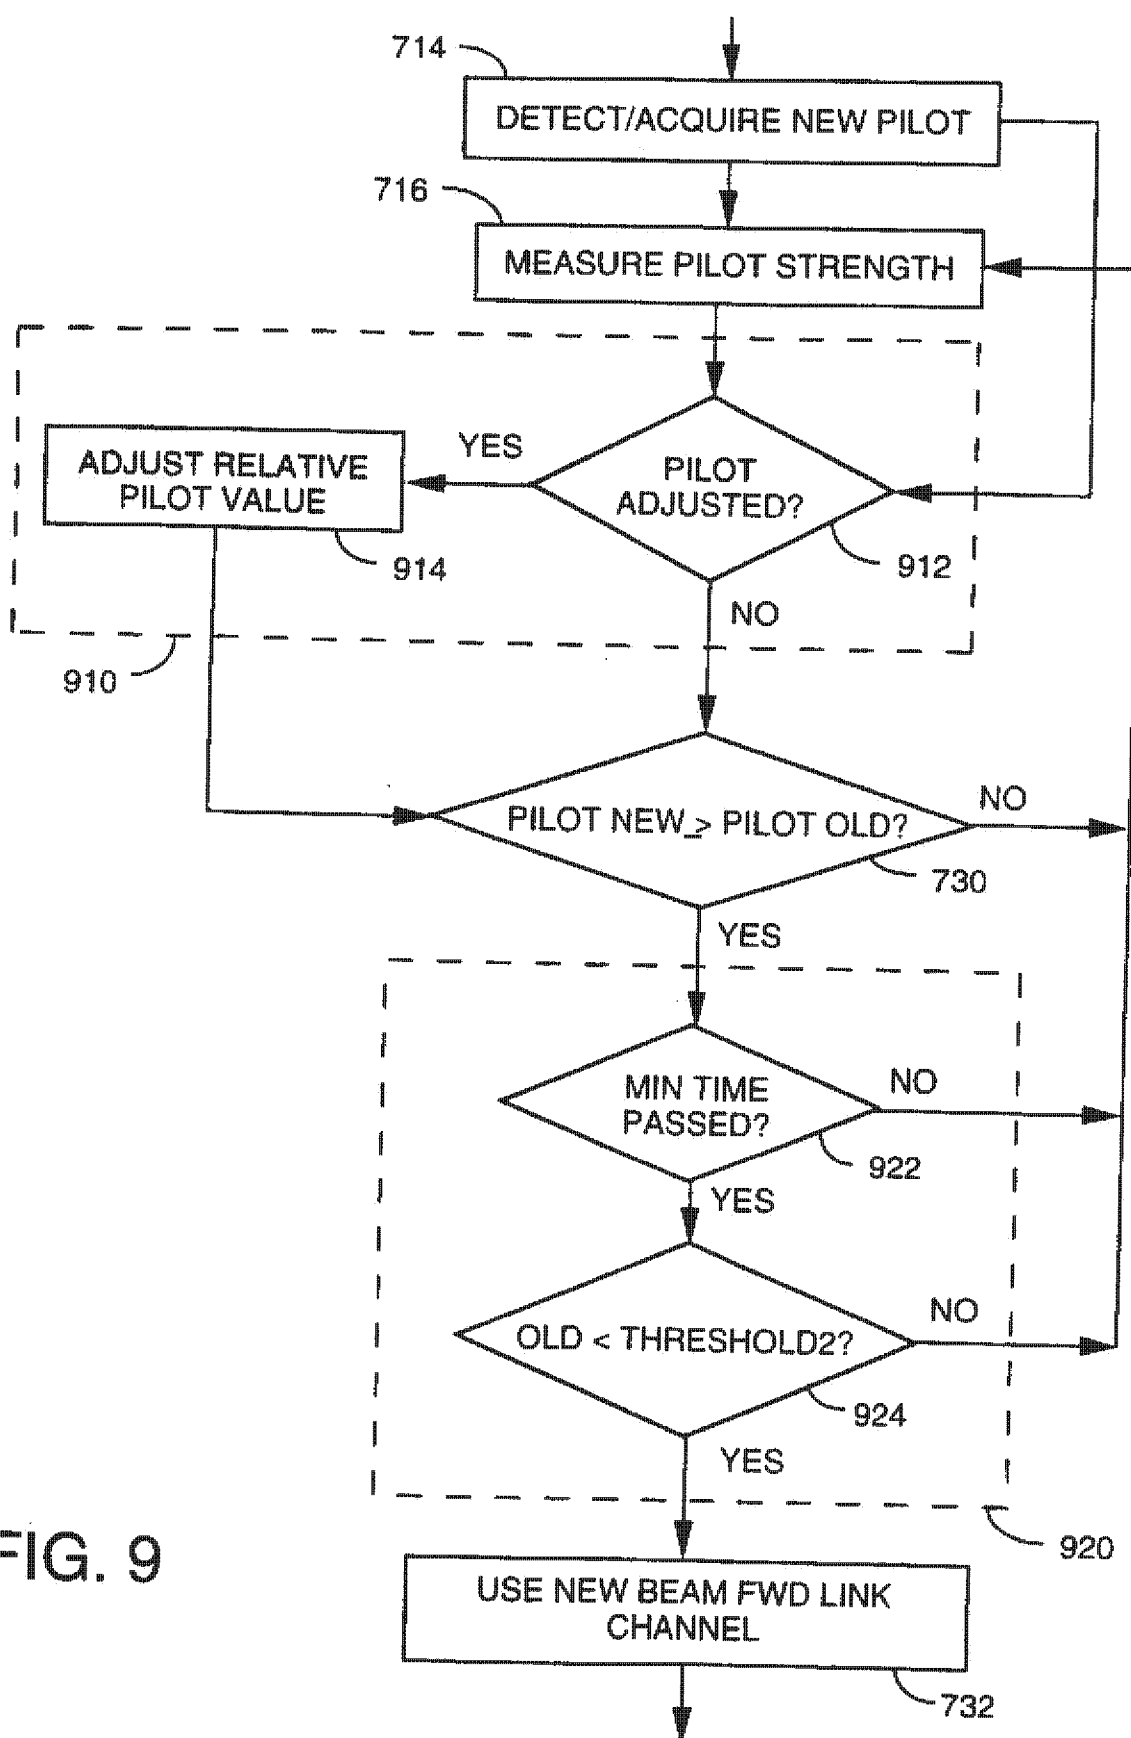 714
DETECT/ACQUIRE NEW PILOT
716
MEASURE PILOT STRENGTH
ADJUST RELATIVE
PILOT VALUE
YES
PILOT
ADJUSTED?
914
912
NO
910
PILOT NEW ≥ PILOT OLD?
NO
730
YES
MIN TIME
PASSED?
NO
922
YES
OLD < THRESHOLD2?
NO
924
YES
920
FIG. 9
USE NEW BEAM FWD LINK
CHANNEL
732